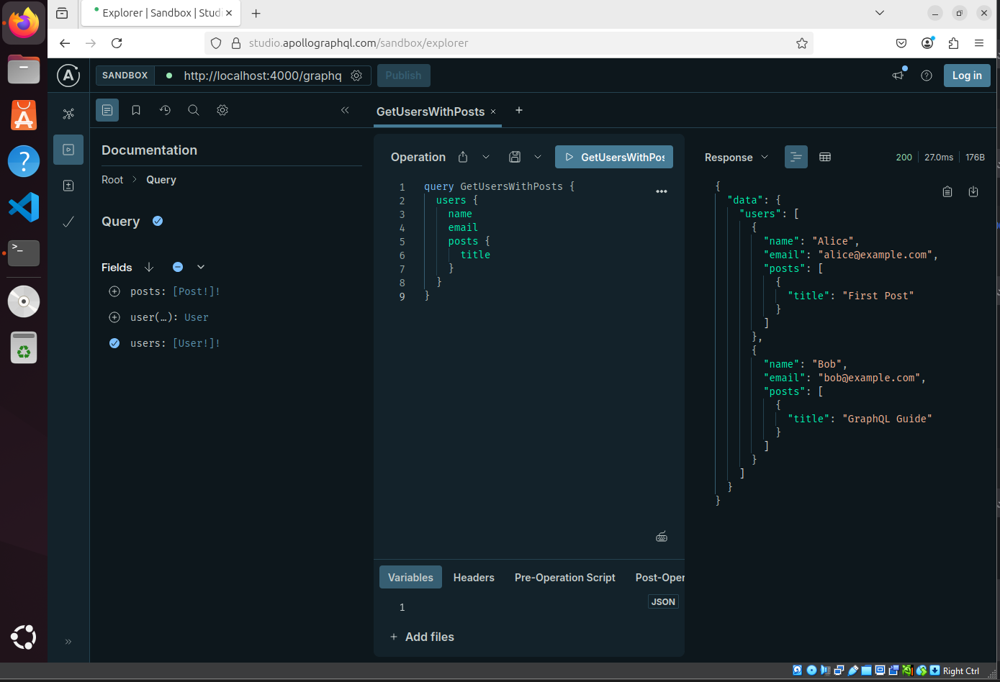 Explorer | Sandbox | Studi
studio.apollographql.com/sandbox/explorer
SANDBOX
http://localhost:4000/graphq
Publish
Log in
GetUsersWithPosts
Documentation
Root > Query
Query
Fields
posts: [Post!]!
user(…): User
users: [User!]!
Operation
GetUsersWithPos
1 query GetUsersWithPosts {
2 users {
3 name
4 email
5 posts {
6 title
7 }
8 }
9 }
Variables
Headers
Pre-Operation Script
Post-Oper
JSON
1
+ Add files
Response
200
27.0ms
176B
{
"data": {
"users": [
{
"name": "Alice",
"email": "alice@example.com",
"posts": [
{
"title": "First Post"
}
]
},
{
"name": "Bob",
"email": "bob@example.com",
"posts": [
{
"title": "GraphQL Guide"
}
]
}
]
}
}
Right Ctrl